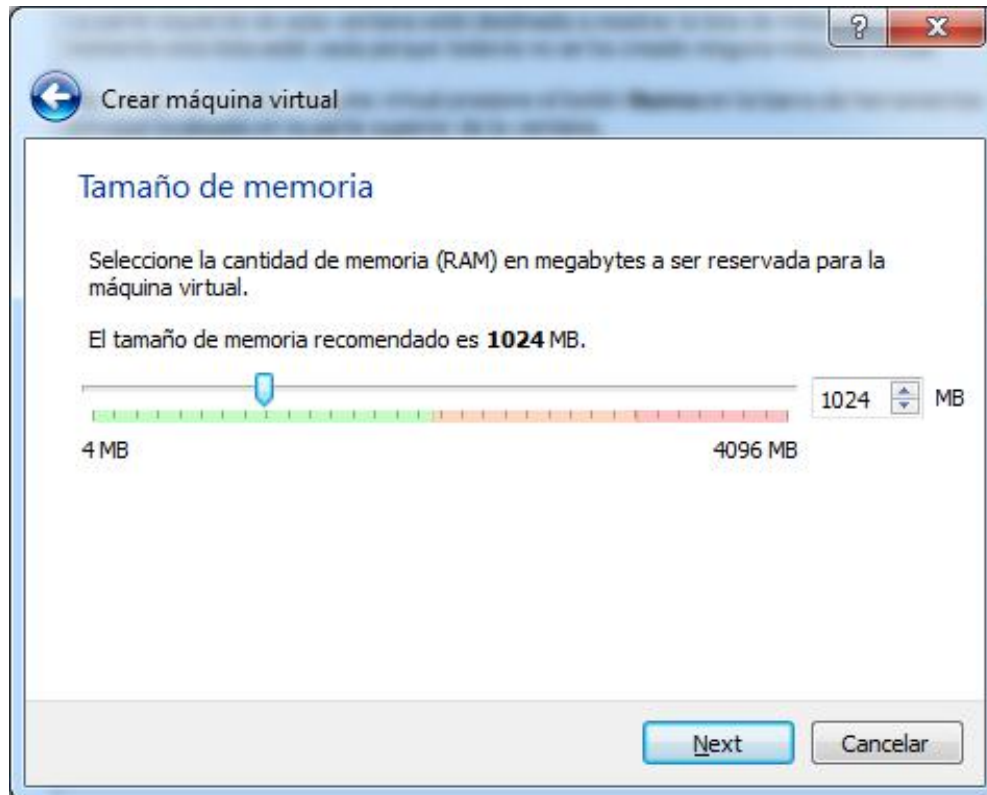 Crear máquina virtual
Tamaño de memoria
Seleccione la cantidad de memoria (RAM) en megabytes a ser reservada para la
máquina virtual.
El tamaño de memoria recomendado es 1024 MB.
1024 MB
4 MB 4096 MB
Next Cancelar